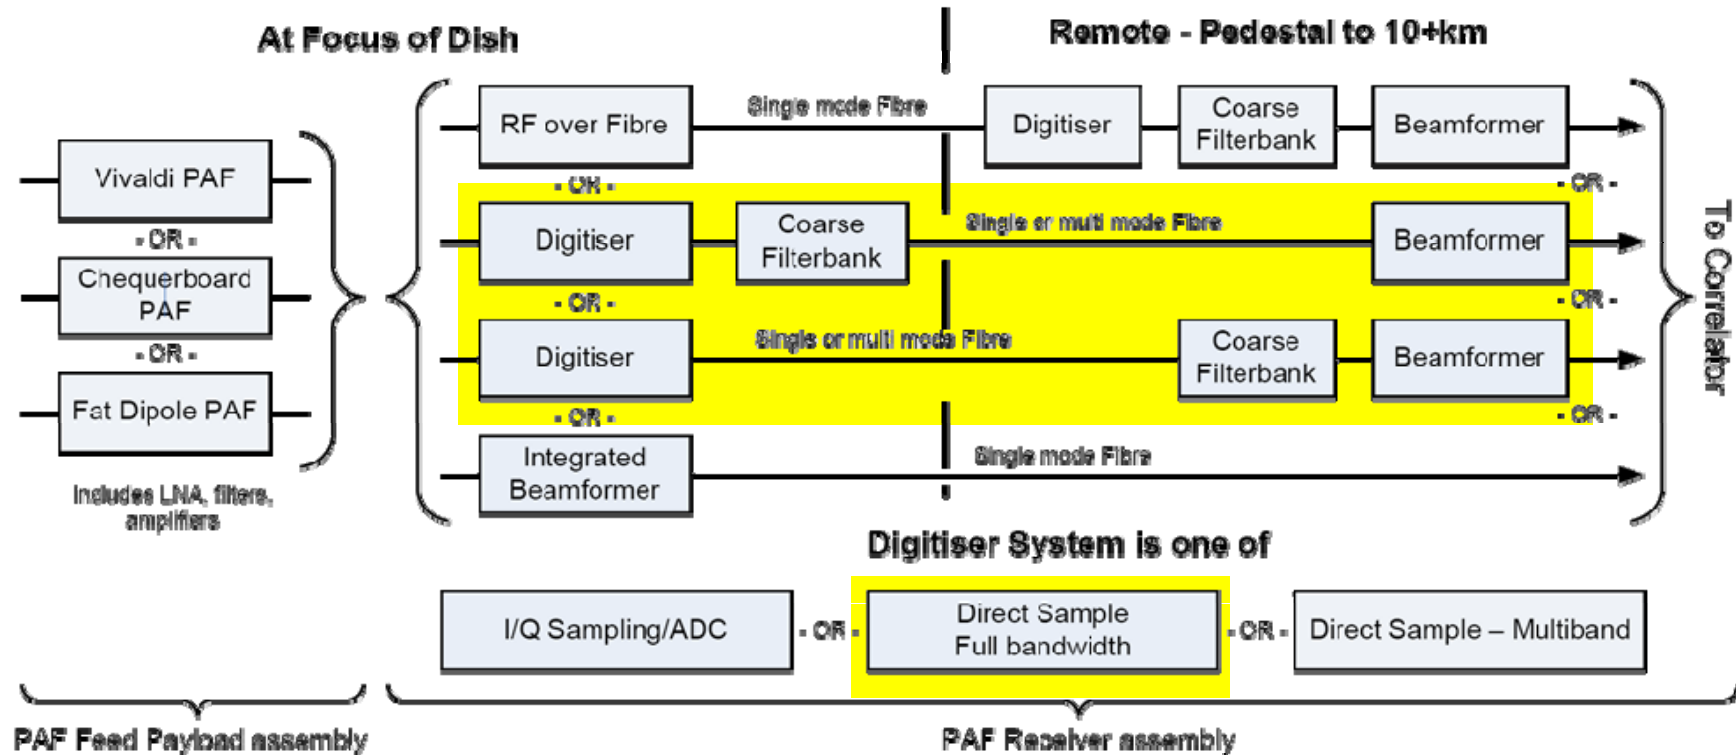 At Focus of Dish
Remote - Pedestal to 10+km
RF over Fibre
Single mode Fibre
Digitiser
Coarse
Filterbank
Beamformer
Vivaldi PAF
- OR -
- OR -
- OR -
Digitiser
Coarse
Filterbank
Single or multi mode Fibre
Beamformer
To Correlator
Chequerboard
PAF
- OR -
- OR -
- OR -
Digitiser
Single or multi mode Fibre
Coarse
Filterbank
Beamformer
Fat Dipole PAF
- OR -
- OR -
Integrated
Beamformer
Single mode Fibre
Includes LNA, filters,
amplifiers
Digitiser System is one of
I/Q Sampling/ADC
- OR -
Direct Sample
Full bandwidth
- OR -
Direct Sample – Multiband
PAF Feed Payload assembly
PAF Receiver assembly